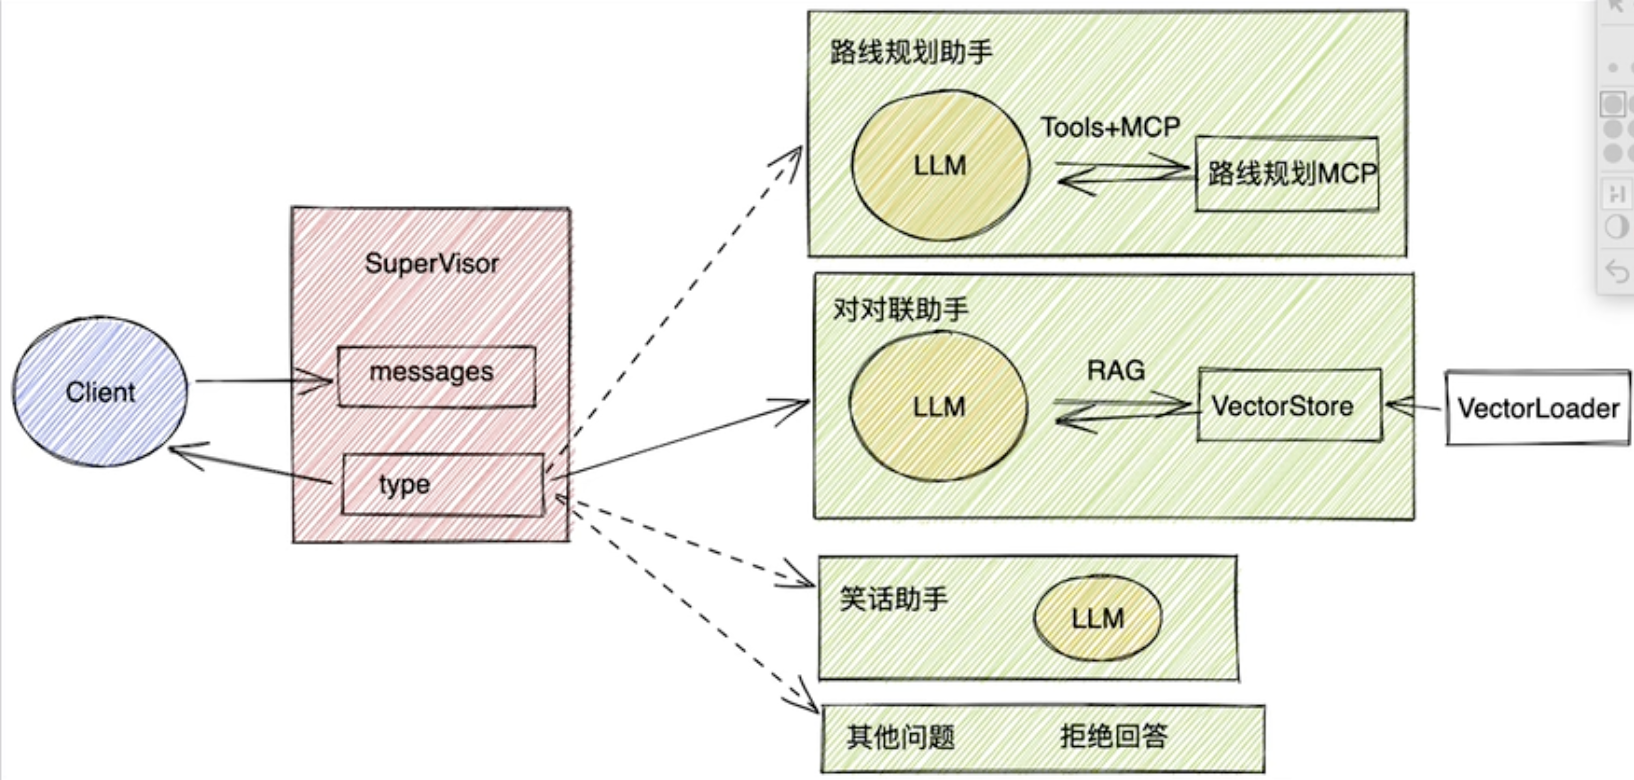 路线规划助手
LLM
Tools+MCP
路线规划MCP
SuperVisor
messages
type
Client
对对联助手
LLM
RAG
VectorStore
VectorLoader
笑话助手
LLM
其他问题
拒绝回答